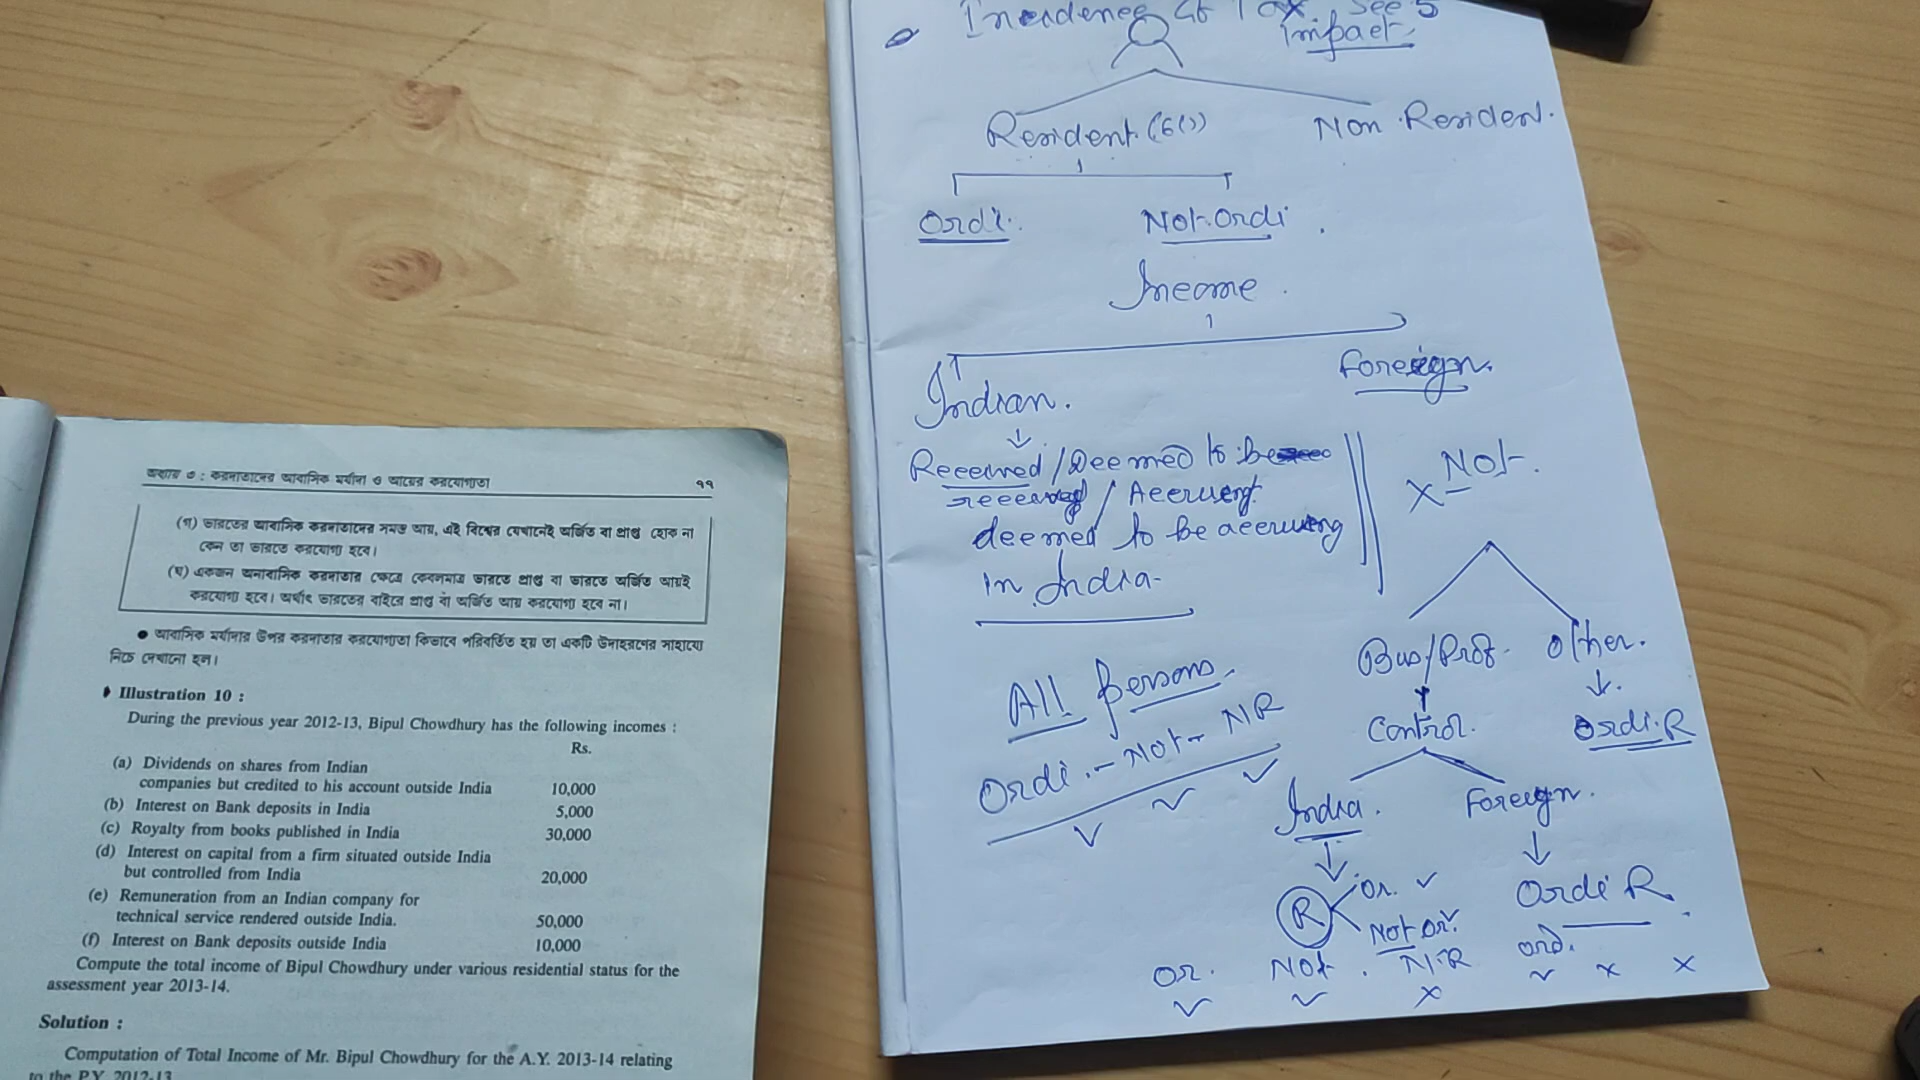 অধ্যায় ৩ : করদাতাদের আবাসিক মর্যাদা ও আয়ের করযোগ্যতা ৭৭
(গ) ভারতের আবাসিক করদাতাদের সমস্ত আয়, এই বিশ্বের যেখানেই অর্জিত বা প্রাপ্ত হোক না
কেন তা ভারতে করযোগ্য হবে।
(ঘ) একজন অনাবাসিক করদাতার ক্ষেত্রে কেবলমাত্র ভারতে প্রাপ্ত বা ভারতে অর্জিত আয়ই
করযোগ্য হবে। অর্থাৎ ভারতের বাইরে প্রাপ্ত বা অর্জিত আয় করযোগ্য হবে না।
● আবাসিক মর্যাদার উপর করদাতার করযোগ্যতা কিভাবে পরিবর্তিত হয় তা একটি উদাহরণের সাহায্যে
নিচে দেখানো হল।
Illustration 10 :
During the previous year 2012-13, Bipul Chowdhury has the following incomes :
Rs.
(a) Dividends on shares from Indian
companies but credited to his account outside India 10,000
(b) Interest on Bank deposits in India 5,000
(c) Royalty from books published in India 30,000
(d) Interest on capital from a firm situated outside India
but controlled from India 20,000
(e) Remuneration from an Indian company for
technical service rendered outside India. 50,000
(f) Interest on Bank deposits outside India 10,000
Compute the total income of Bipul Chowdhury under various residential status for the
assessment year 2013-14.
Solution :
Computation of Total Income of Mr. Bipul Chowdhury for the A.Y. 2013-14 relating
to the P.Y. 2012-13
Tax. Sec 5
Impact
Resident (6(1)) Non Residen.
Ordi. Not-Ordi
Income
Indian. Foreign.
Received/Deemed to be
received/Accruing
deemed to be accruing
in India-
× Not-.
Bus/Prof. Other.
Control. Ordi.R
All Persons.
Ordi.-Not-NR
India. Foreign.
R Or. Ordi R
Not Or.
Or. Not. N.R Ord.
× × ×